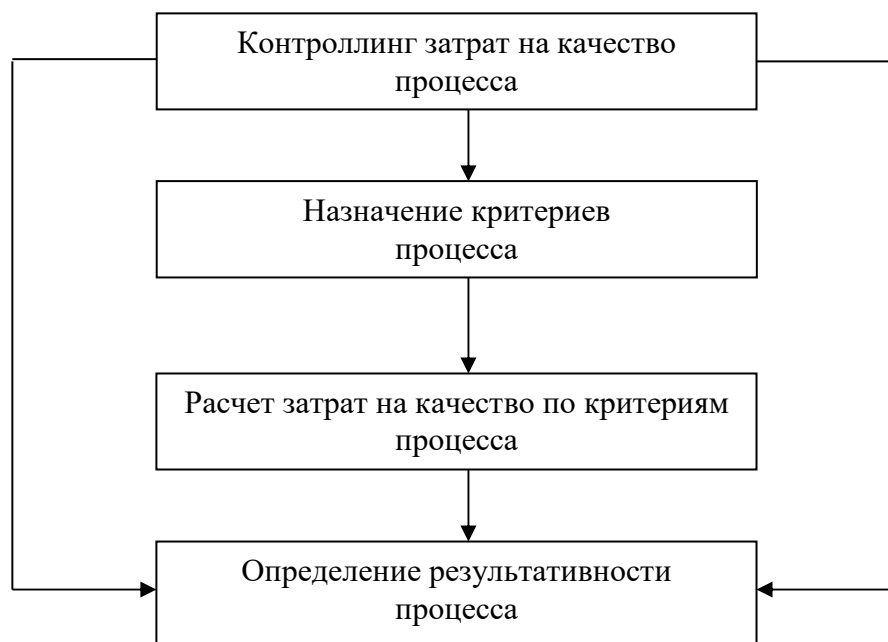 Контроллинг затрат на качество
процесса
Назначение критериев
процесса
Расчет затрат на качество по критериям
процесса
Определение результативности
процесса